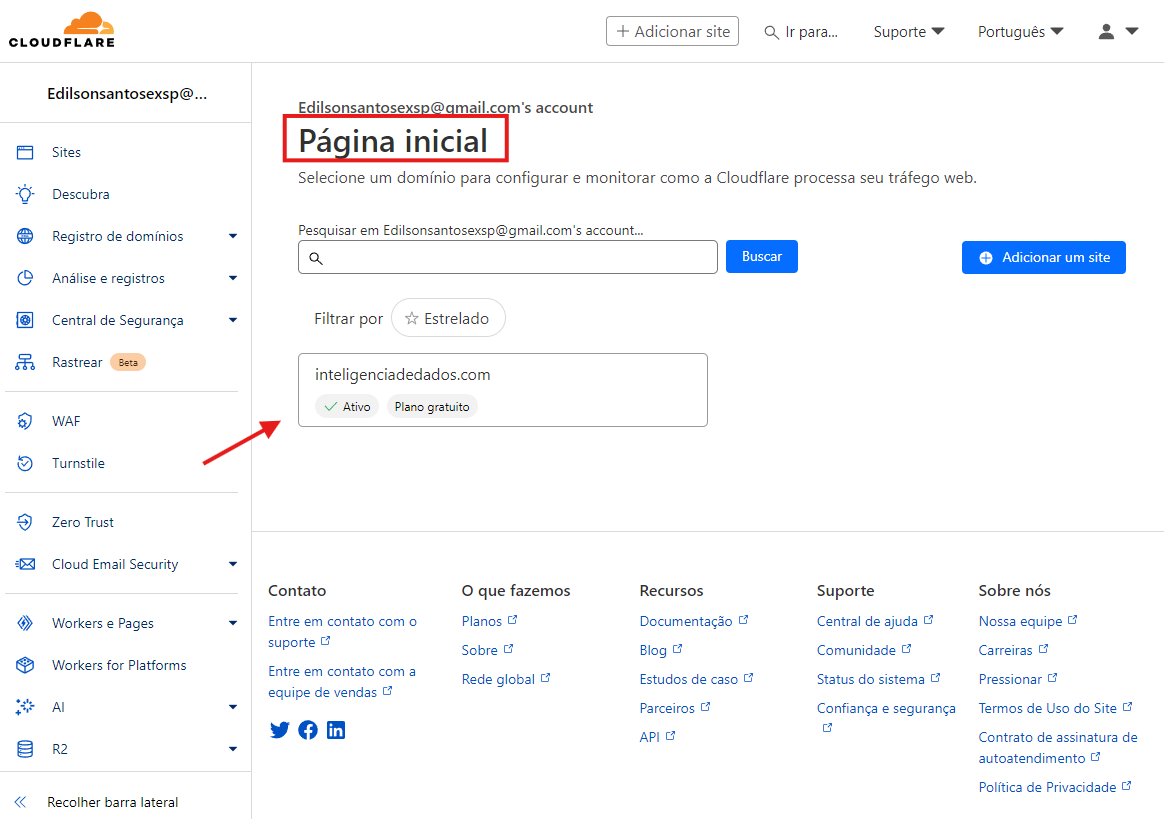 CLOUDFLARE
Adicionar site
Ir para...
Suporte
Português
Edilsonsantosexsp@...
Sites
Descubra
Registro de domínios
Análise e registros
Central de Segurança
Rastrear Beta
WAF
Turnstile
Zero Trust
Cloud Email Security
Workers e Pages
Workers for Platforms
AI
R2
Recolher barra lateral
Edilsonsantosexsp@gmail.com's account
Página inicial
Selecione um domínio para configurar e monitorar como a Cloudflare processa seu tráfego web.
Pesquisar em Edilsonsantosexsp@gmail.com's account...
Buscar
Adicionar um site
Filtrar por Estrelado
inteligenciadedados.com
Ativo Plano gratuito
Contato
Entre em contato com o
suporte
Entre em contato com a
equipe de vendas
O que fazemos
Planos
Sobre
Rede global
Recursos
Documentação
Blog
Estudos de caso
Parceiros
API
Suporte
Central de ajuda
Comunidade
Status do sistema
Confiança e segurança
Sobre nós
Nossa equipe
Carreiras
Pressionar
Termos de Uso do Site
Contrato de assinatura de
autoatendimento
Política de Privacidade